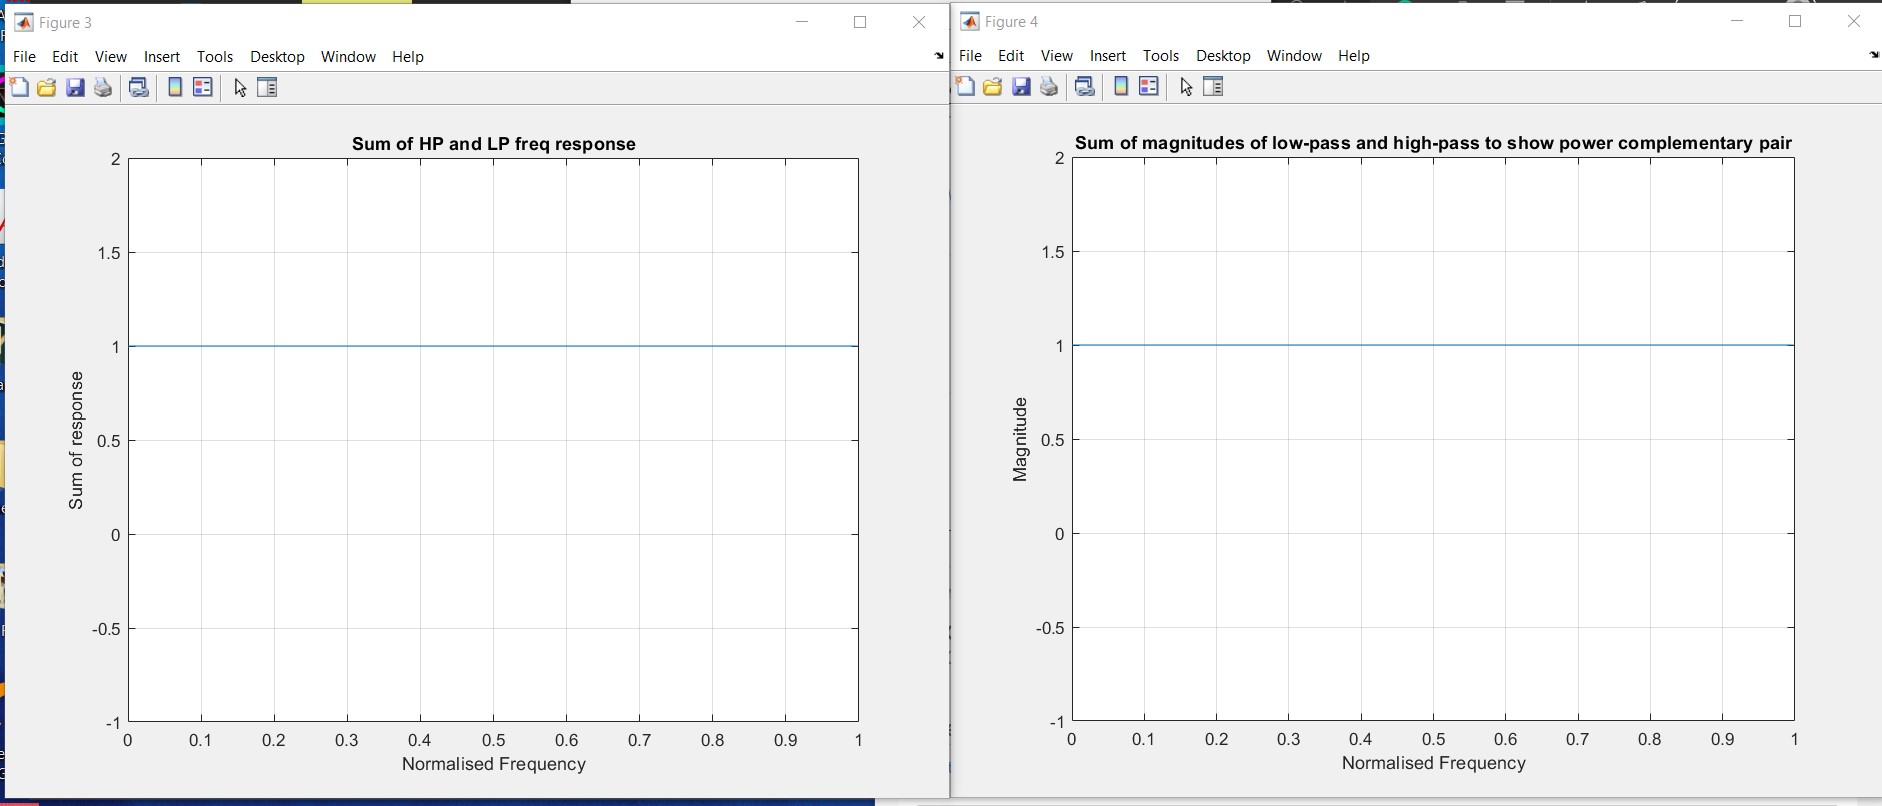 Figure 3
File Edit View Insert Tools Desktop Window Help
Sum of HP and LP freq response
2
1.5
1
0.5
0
-0.5
-1
Sum of response
0 0.1 0.2 0.3 0.4 0.5 0.6 0.7 0.8 0.9 1
Normalised Frequency
Figure 4
File Edit View Insert Tools Desktop Window Help
Sum of magnitudes of low-pass and high-pass to show power complementary pair
2
1.5
1
0.5
0
-0.5
-1
Magnitude
0 0.1 0.2 0.3 0.4 0.5 0.6 0.7 0.8 0.9 1
Normalised Frequency